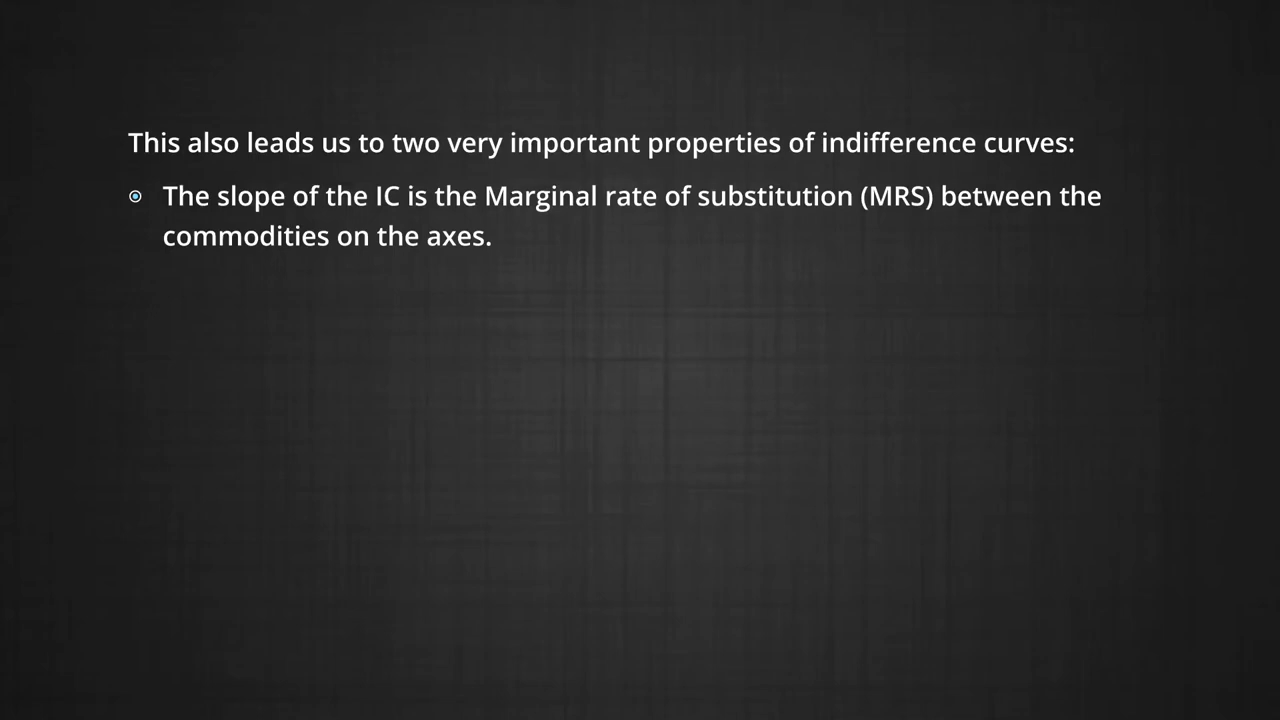 This also leads us to two very important properties of indifference curves:
The slope of the IC is the Marginal rate of substitution (MRS) between the
commodities on the axes.